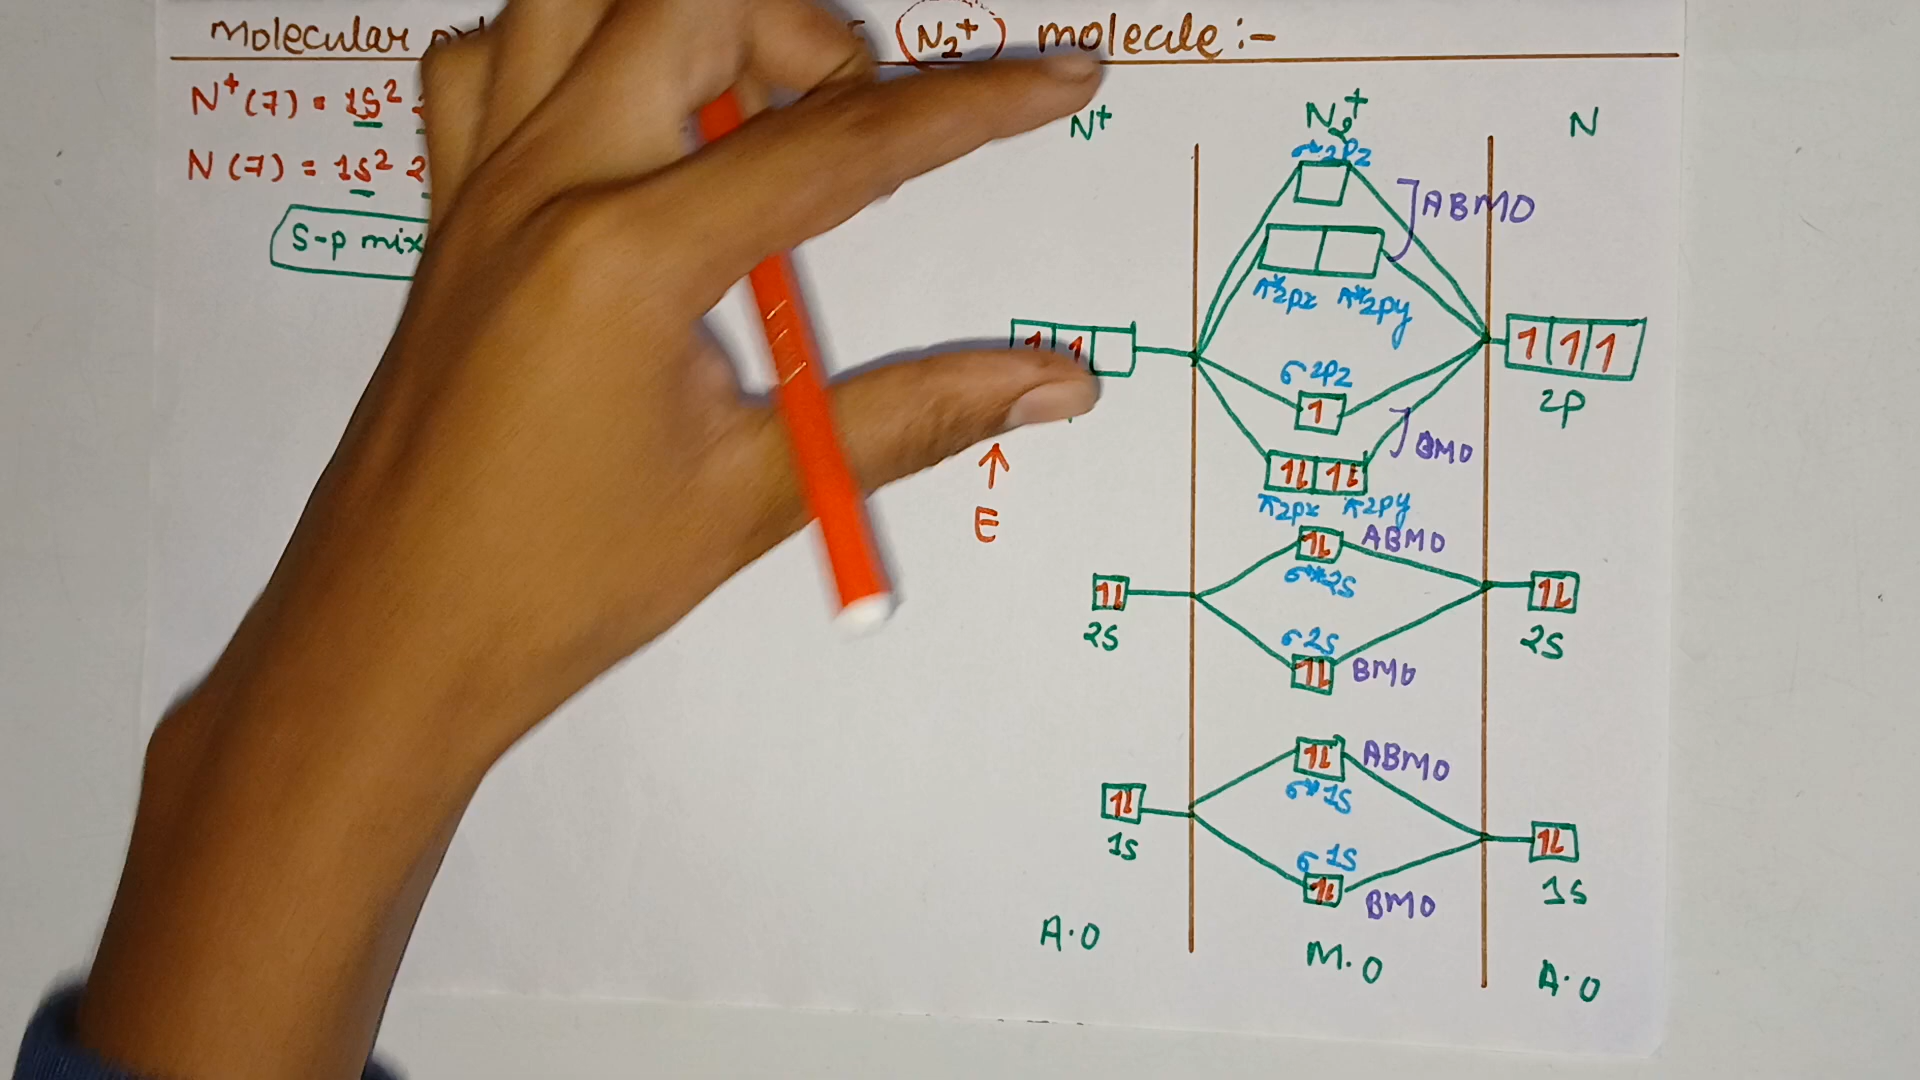 Molecular N₂⁺ molecule:-
N⁺(7) = 1S²
N(7) = 1s² 2
S-p mix
N⁺ N₂⁺ N
σ*2pz
ABMO
π*2px π*2py
σ2pz
1 1
1
1 1 1
2p
BMO
1L 1L
π2px π2py
↑
E
1L ABMO
σ*2s
1L
2S
1L
2S
σ2s
1L BMO
1L ABMO
σ*1s
1L
1s
1L
1s
σ1s
1L BMO
A.O M.O A.O